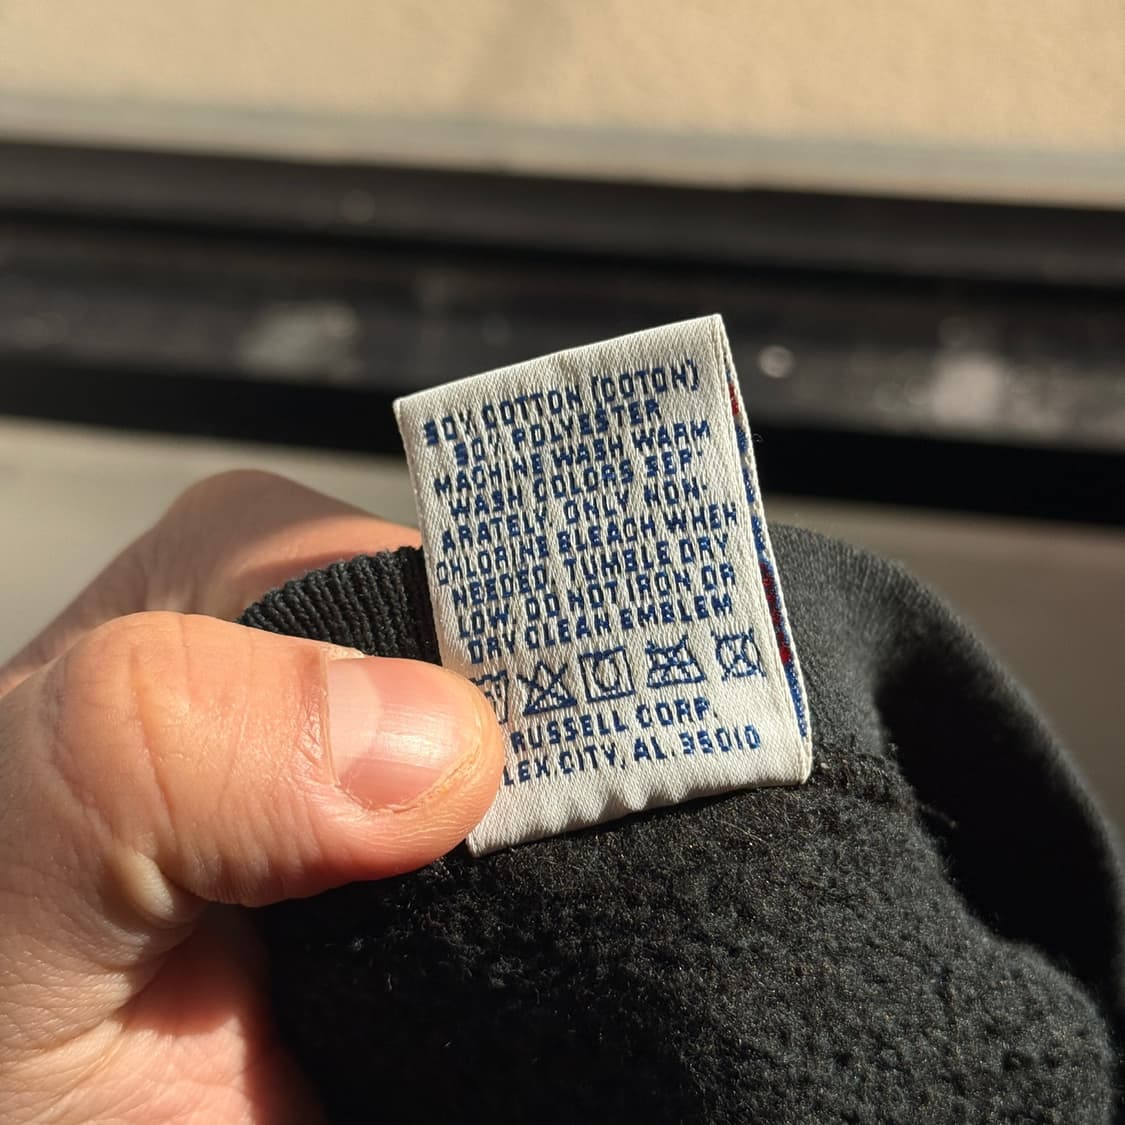 50% COTTON (COTON)
50% POLYESTER
MACHINE WASH WARM
WASH COLORS SEP-
ARATELY. ONLY NON-
CHLORINE BLEACH WHEN
NEEDED. TUMBLE DRY
LOW. DO NOT IRON OR
DRY CLEAN EMBLEM
RUSSELL CORP.
LEX CITY, AL. 35010